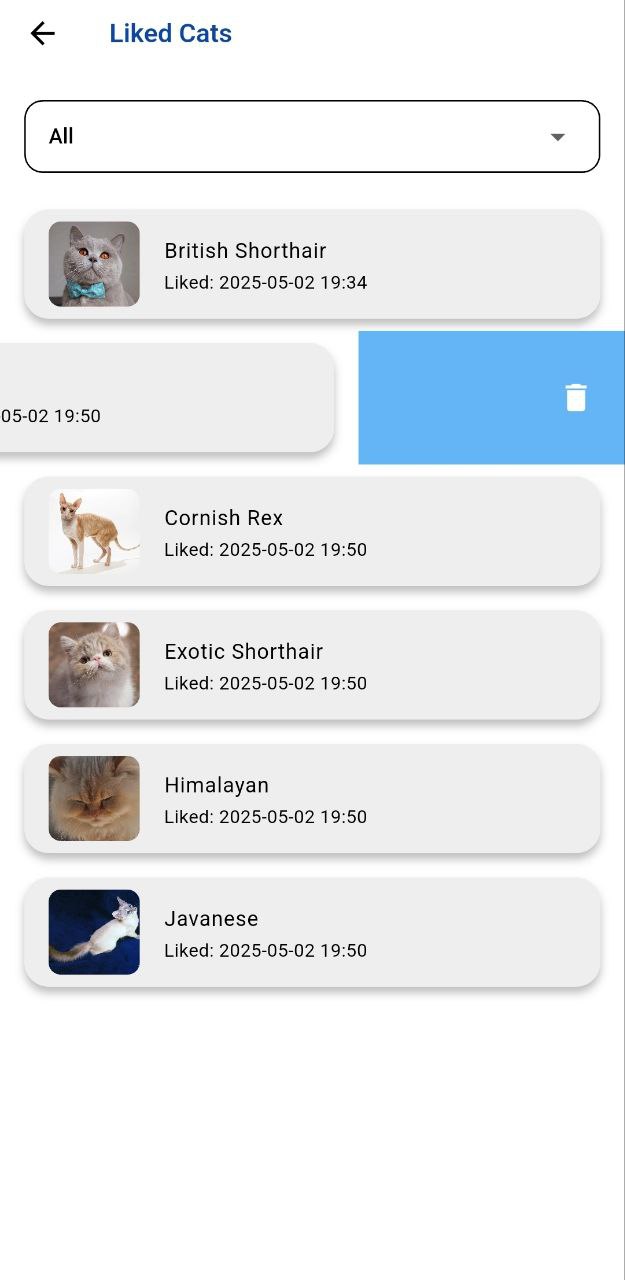 Liked Cats
All
British Shorthair
Liked: 2025-05-02 19:34
05-02 19:50
Cornish Rex
Liked: 2025-05-02 19:50
Exotic Shorthair
Liked: 2025-05-02 19:50
Himalayan
Liked: 2025-05-02 19:50
Javanese
Liked: 2025-05-02 19:50